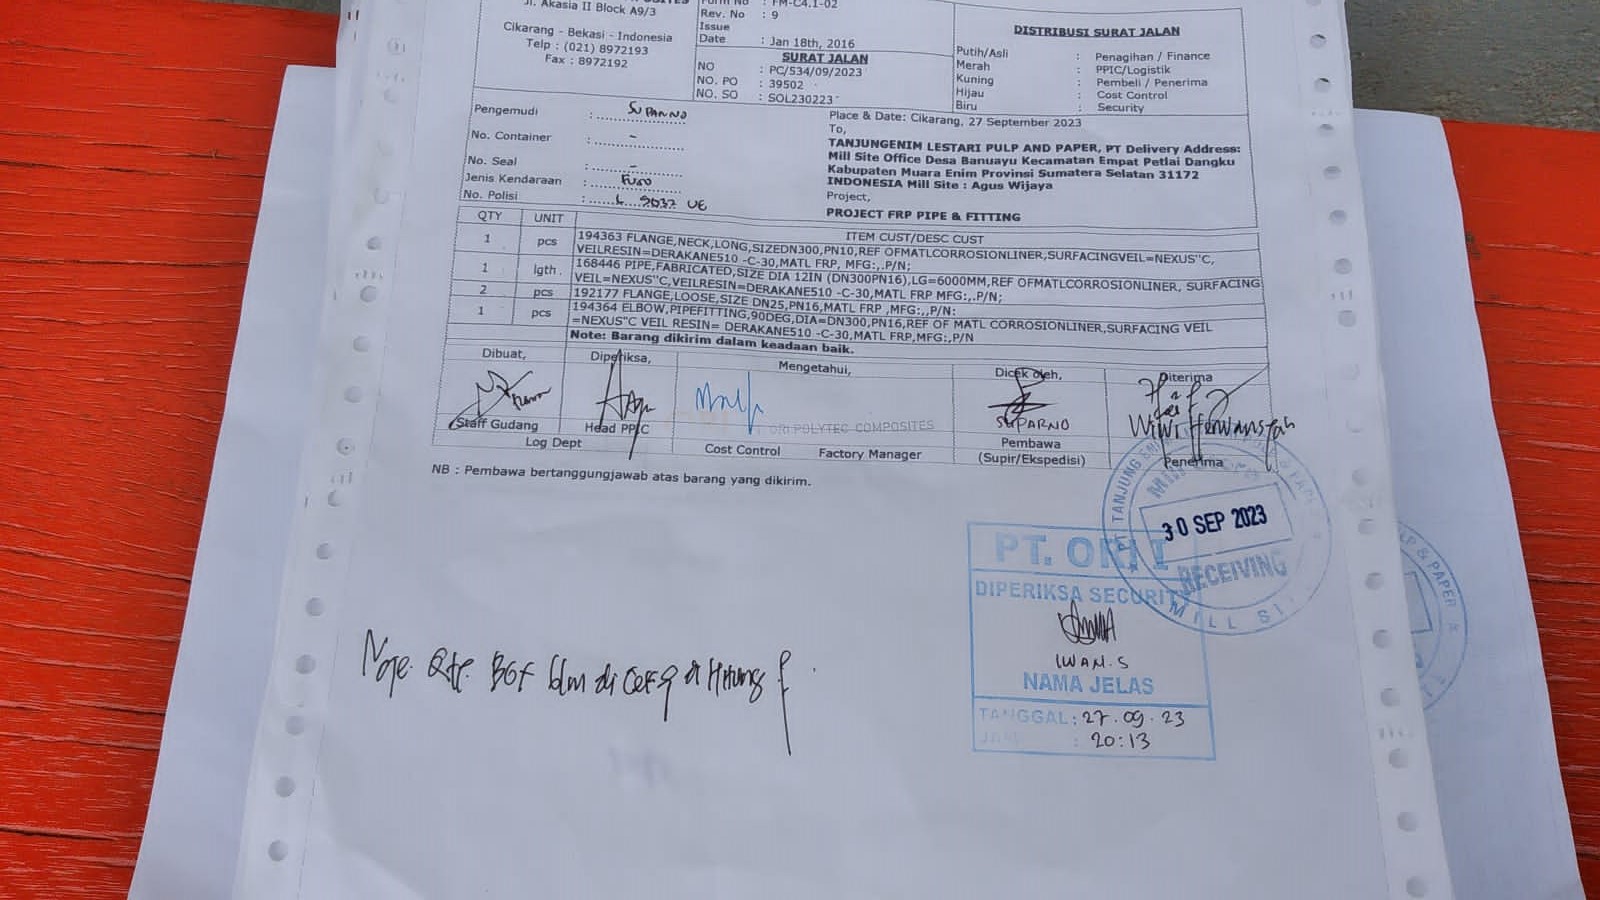 Jl. Akasia II Block A9/3
Cikarang - Bekasi - Indonesia
Telp : (021) 8972193
Fax : 8972192
Form No : FM-C4.1-02
Rev. No : 9
Issue
Date : Jan 18th, 2016
SURAT JALAN
NO : PC/534/09/2023
NO. PO : 39502
NO. SO : SOL230223
DISTRIBUSI SURAT JALAN
Putih/Asli : Penagihan / Finance
Merah : PPIC/Logistik
Kuning : Pembeli / Penerima
Hijau : Cost Control
Biru : Security
Pengemudi : SUPARNO
No. Container : -
No. Seal : -
Jenis Kendaraan : Fuso
No. Polisi : L 9037 UE
Place & Date: Cikarang, 27 September 2023
To,
TANJUNGENIM LESTARI PULP AND PAPER, PT Delivery Address:
Mill Site Office Desa Banuayu Kecamatan Empat Petlai Dangku
Kabupaten Muara Enim Provinsi Sumatera Selatan 31172
INDONESIA Mill Site : Agus Wijaya
Project,
PROJECT FRP PIPE & FITTING
QTY UNIT ITEM CUST/DESC CUST
1 pcs 194363 FLANGE,NECK,LONG,SIZEDN300,PN10,REF OFMATLCORROSIONLINER,SURFACINGVEIL=NEXUS"C,
VEILRESIN=DERAKANE510 -C-30,MATL FRP, MFG:,.P/N;
1 lgth 168446 PIPE,FABRICATED,SIZE DIA 12IN (DN300PN16),LG=6000MM,REF OFMATLCORROSIONLINER, SURFACING
VEIL=NEXUS"C,VEILRESIN=DERAKANE510 -C-30,MATL FRP MFG:,.P/N;
2 pcs 192177 FLANGE,LOOSE,SIZE DN25,PN16,MATL FRP ,MFG:,.P/N:
1 pcs 194364 ELBOW,PIPEFITTING,90DEG,DIA=DN300,PN16,REF OF MATL CORROSIONLINER,SURFACING VEIL
=NEXUS"C VEIL RESIN= DERAKANE510 -C-30,MATL FRP,MFG:,.P/N
Note: Barang dikirim dalam keadaan baik.
Dibuat, Diperiksa, Mengetahui, Dicek oleh, Diterima
SUPARNO Wiwi Herwansyah
POLYTEC COMPOSITES
Staff Gudang Head PPIC
Log Dept Cost Control Factory Manager Pembawa
(Supir/Ekspedisi) Penerima
NB : Pembawa bertanggungjawab atas barang yang dikirim.
PT TANJUNG
30 SEP 2023
RECEIVING
MILL
PT. ORI
DIPERIKSA SECURITY
IWAN.S
NAMA JELAS
TANGGAL : 27.09.23
JAM : 20:13
P & PAPER